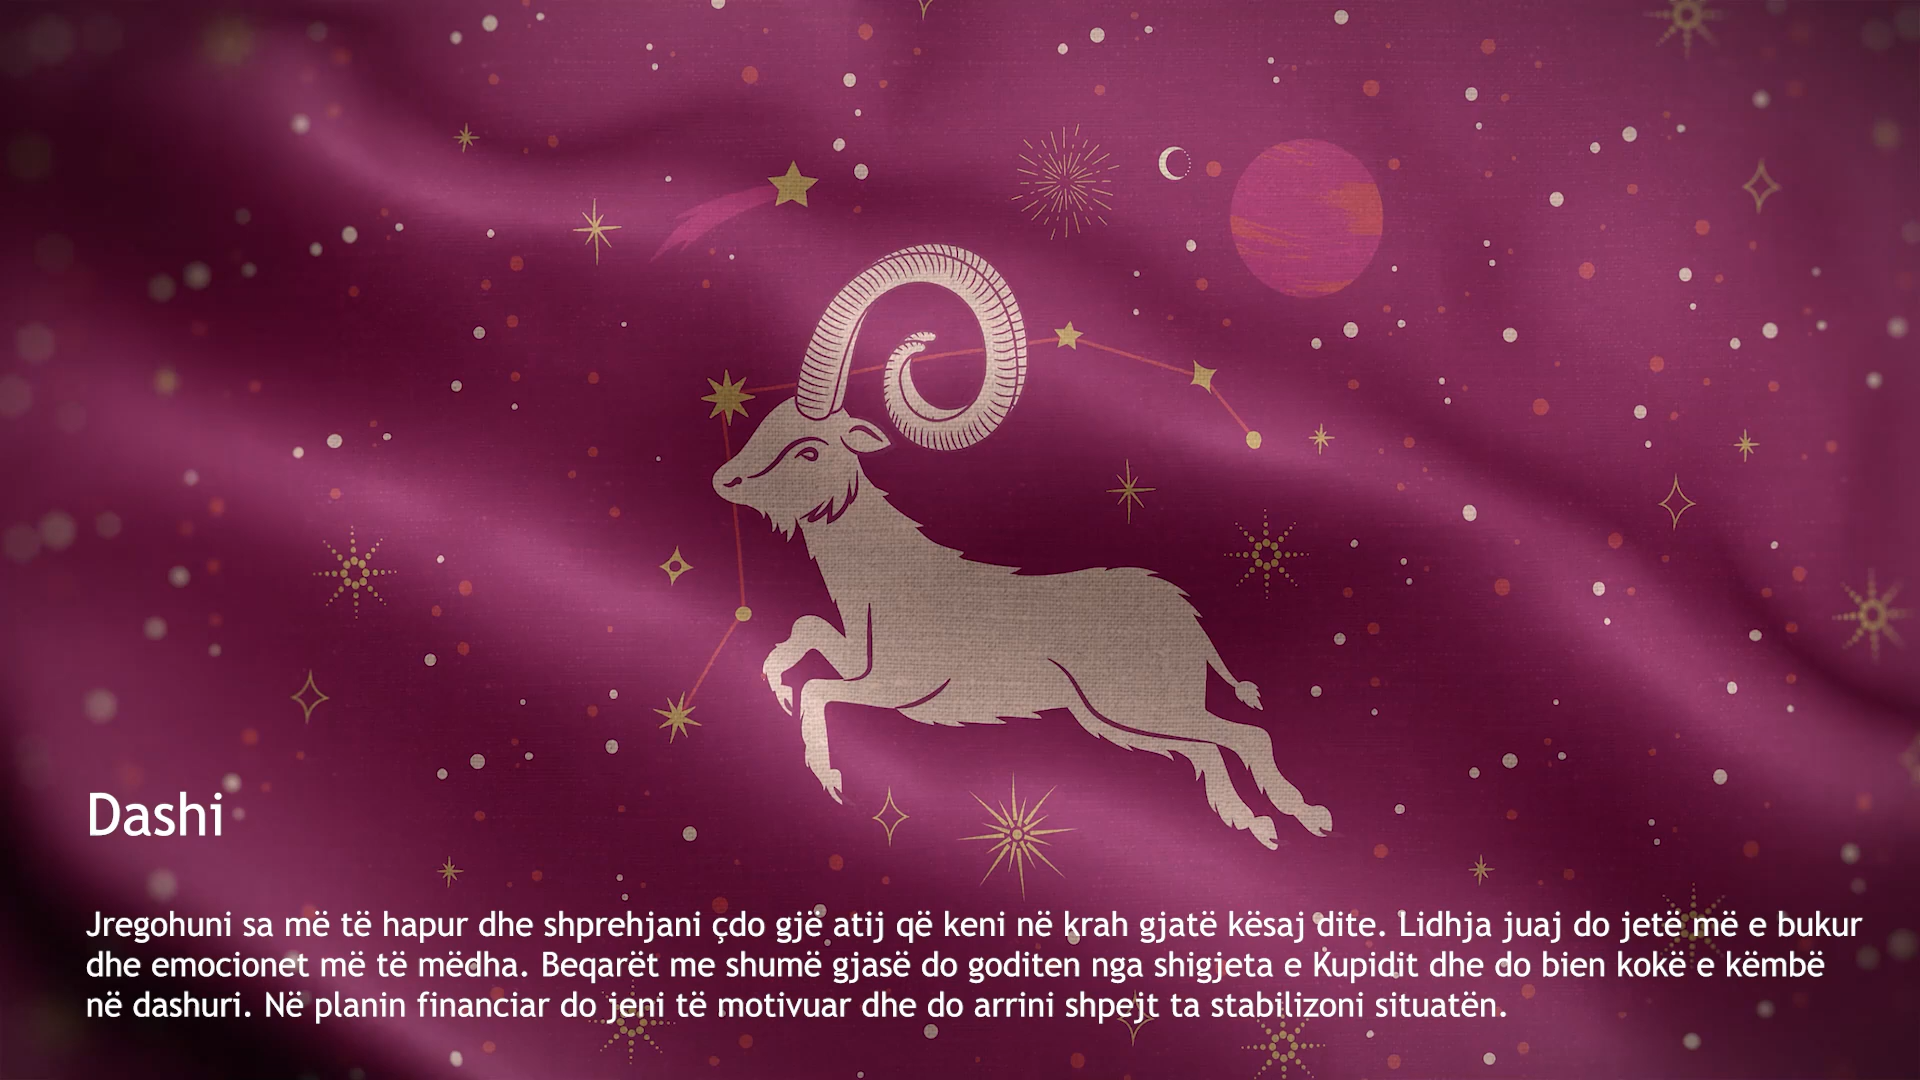 Dashi
Jregohuni sa më të hapur dhe shprehjani çdo gjë atij që keni në krah gjatë kësaj dite. Lidhja juaj do jetë më e bukur
dhe emocionet më të mëdha. Beqarët me shumë gjasë do goditen nga shigjeta e Kupidit dhe do bien kokë e këmbë
në dashuri. Në planin financiar do jeni të motivuar dhe do arrini shpejt ta stabilizoni situatën.